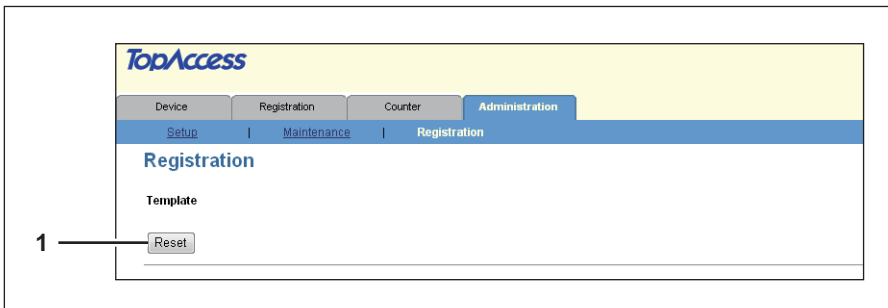 TopAccess
Device Registration Counter Administration
Setup | Maintenance | Registration
Registration
Template
1
Reset